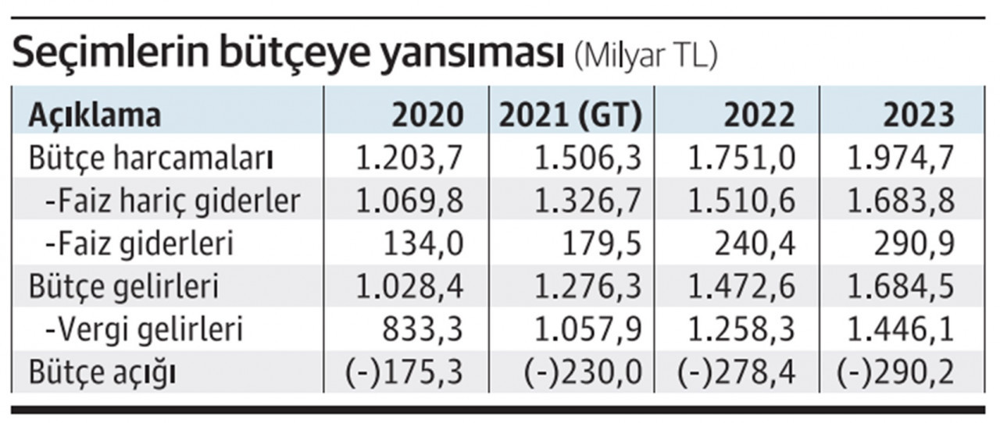 Seçimlerin bütçeye yansıması (Milyar TL)
Açıklama 2020 2021 (GT) 2022 2023
Bütçe harcamaları 1.203,7 1.506,3 1.751,0 1.974,7
-Faiz hariç giderler 1.069,8 1.326,7 1.510,6 1.683,8
-Faiz giderleri 134,0 179,5 240,4 290,9
Bütçe gelirleri 1.028,4 1.276,3 1.472,6 1.684,5
-Vergi gelirleri 833,3 1.057,9 1.258,3 1.446,1
Bütçe açığı (-)175,3 (-)230,0 (-)278,4 (-)290,2